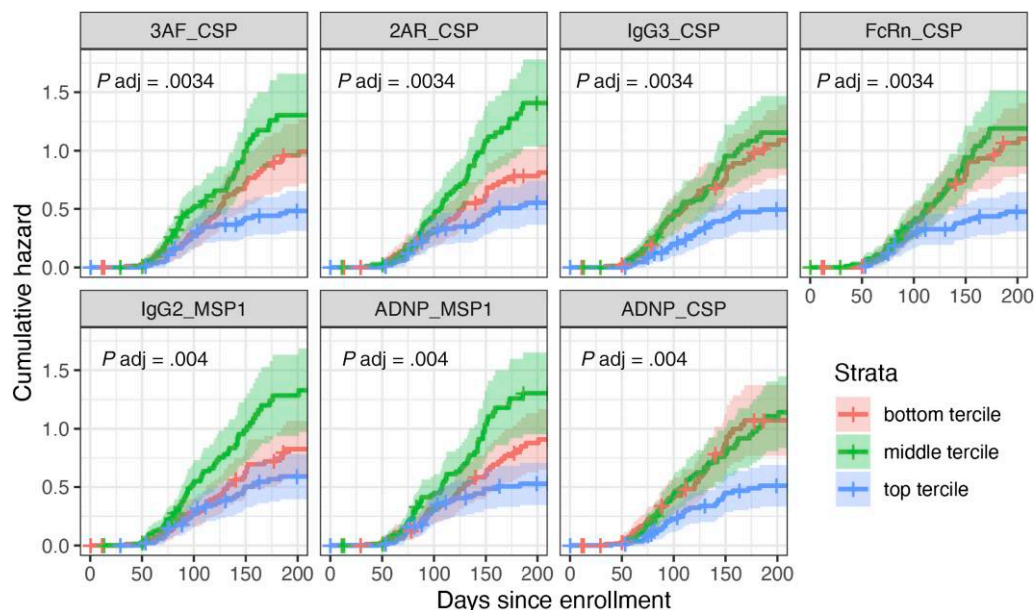 3AF_CSP
2AR_CSP
IgG3_CSP
FcRn_CSP
P adj = .0034
P adj = .0034
P adj = .0034
P adj = .0034
1.5
1.0
0.5
0.0
0 50 100 150 200
IgG2_MSP1
ADNP_MSP1
ADNP_CSP
P adj = .004
P adj = .004
P adj = .004
1.5
1.0
0.5
0.0
0 50 100 150 200
0 50 100 150 200
0 50 100 150 200
Cumulative hazard
Days since enrollment
Strata
bottom tercile
middle tercile
top tercile